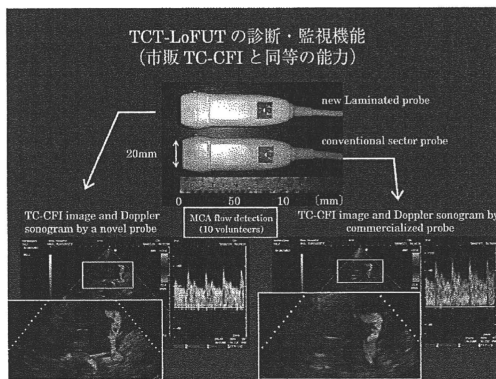 TCT-LoFUT の診断・監視機能
(市販 TC-CFI と同等の能力)
new Laminated probe
conventional sector probe
20mm
0 50 10 (mm)
TC-CFI image and Doppler
sonogram by a novel probe
MCA flow detection
(10 volunteers)
TC-CFI image and Doppler sonogram by
commercialized probe